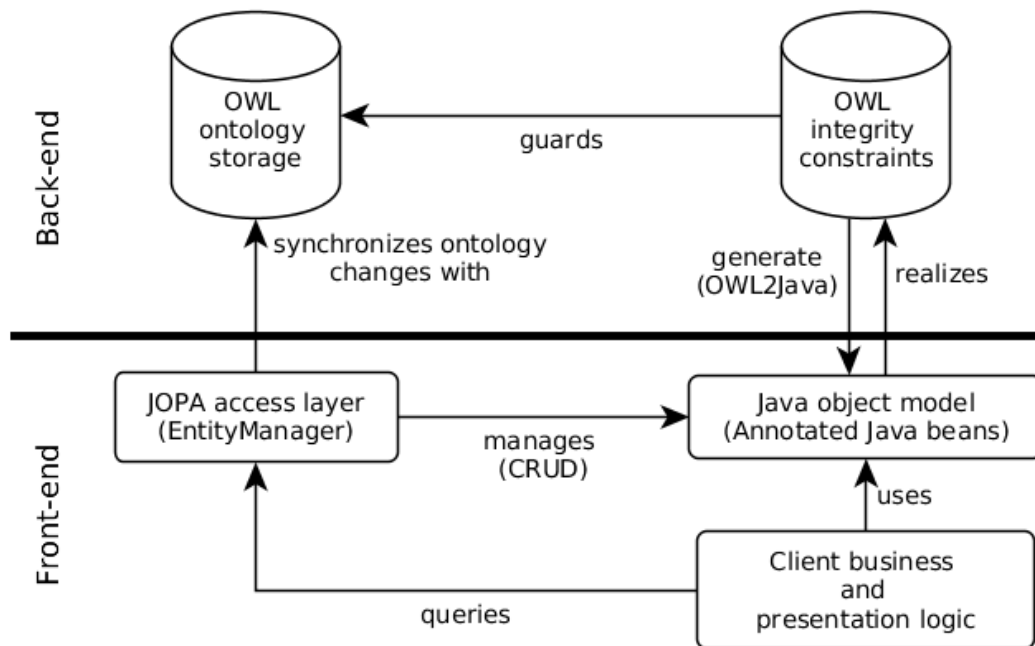 Back-end
OWL
ontology
storage
guards
OWL
integrity
constraints
synchronizes ontology
changes with
generate
(OWL2Java)
realizes
Front-end
JOPA access layer
(EntityManager)
manages
(CRUD)
Java object model
(Annotated Java beans)
uses
queries
Client business
and
presentation logic